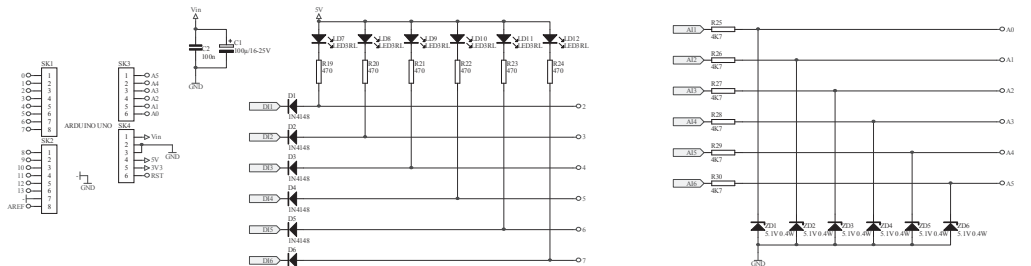 Vin
C2
100n
C1
100µ/16-25V
GND
5V
LD7
LED3RL
LD8
LED3RL
LD9
LED3RL
LD10
LED3RL
LD11
LED3RL
LD12
LED3RL
R19
470
R20
470
R21
470
R22
470
R23
470
R24
470
SK1
0 1
1 2
2 3
3 4
4 5
5 6
6 7
7 8
SK3
1 A5
2 A4
3 A3
4 A2
5 A1
6 A0
ARDUINO UNO
SK2
8 1
9 2
10 3
11 4
12 5
13 6
7
AREF 8
GND
SK4
1 Vin
2
3 GND
4 5V
5 3V3
6 RST
DI1 D1 1N4148 2
DI2 D2 1N4148 3
DI3 D3 1N4148 4
DI4 D4 1N4148 5
DI5 D5 1N4148 6
DI6 D6 7
AI1 R25 4K7 A0
AI2 R26 4K7 A1
AI3 R27 4K7 A2
AI4 R28 4K7 A3
AI5 R29 4K7 A4
AI6 R30 4K7 A5
ZD1
5.1V 0.4W
ZD2
5.1V 0.4W
ZD3
5.1V 0.4W
ZD4
5.1V 0.4W
ZD5
5.1V 0.4W
ZD6
5.1V 0.4W
GND